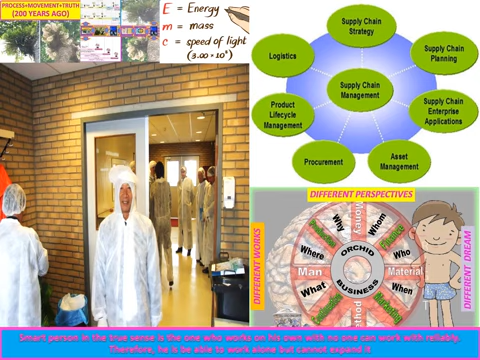 PROCESS+MOVEMENT+TRUTH
(200 YEARS AGO)
E = Energy
m = mass
c = speed of light
(3.00 × 10⁸)
Supply Chain
Strategy
Logistics
Supply Chain
Planning
Supply Chain
Management
Product
Lifecycle
Management
Supply Chain
Enterprise
Applications
Procurement
Asset
Management
DIFFERENT PERSPECTIVES
DIFFERENT WORKS
DIFFERENT DREAM
Money
Why
Whom
Finance
Where
Who
ORCHID
BUSINESS
Man
Material
What
When
Marketing
Smart person in the true sense is the one who works on his own with no one can work with reliably.
Therefore, he is be able to work alone but cannot expand it